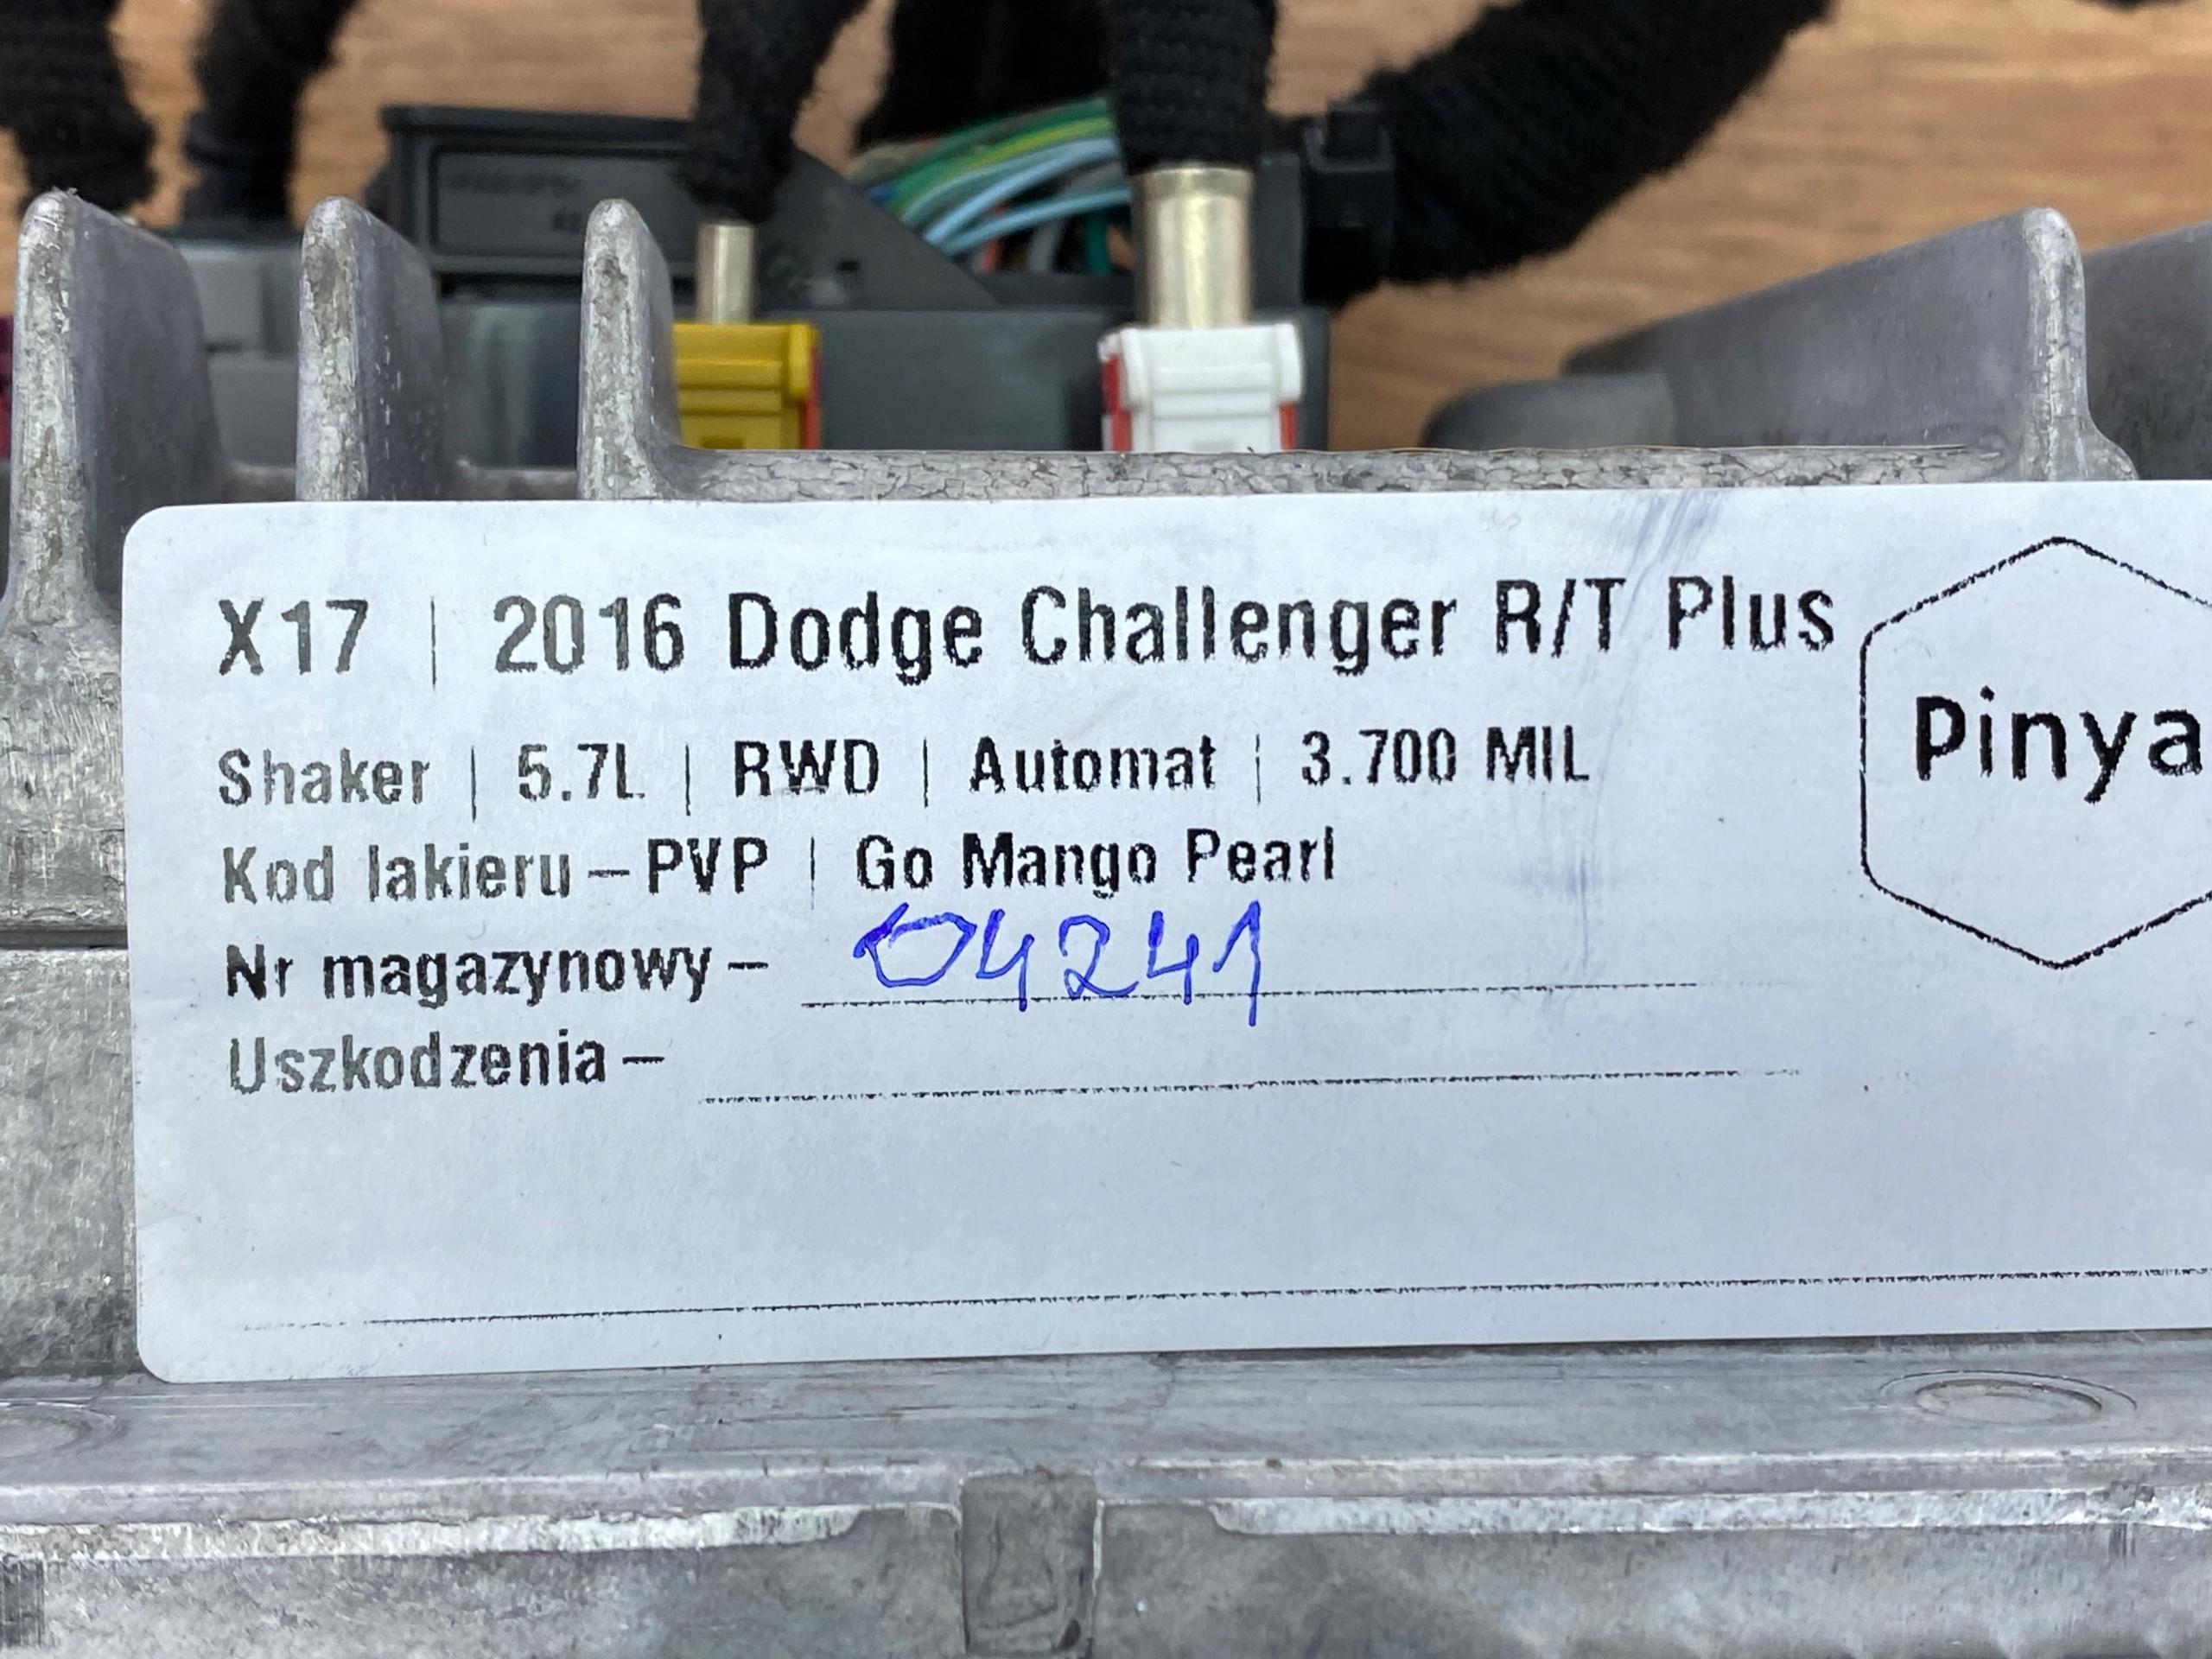 X17 | 2016 Dodge Challenger R/T Plus
Shaker | 5.7L | RWD | Automat | 3.700 MIL
Kod lakieru – PVP | Go Mango Pearl
Nr magazynowy – 04241
Uszkodzenia –
Pinya